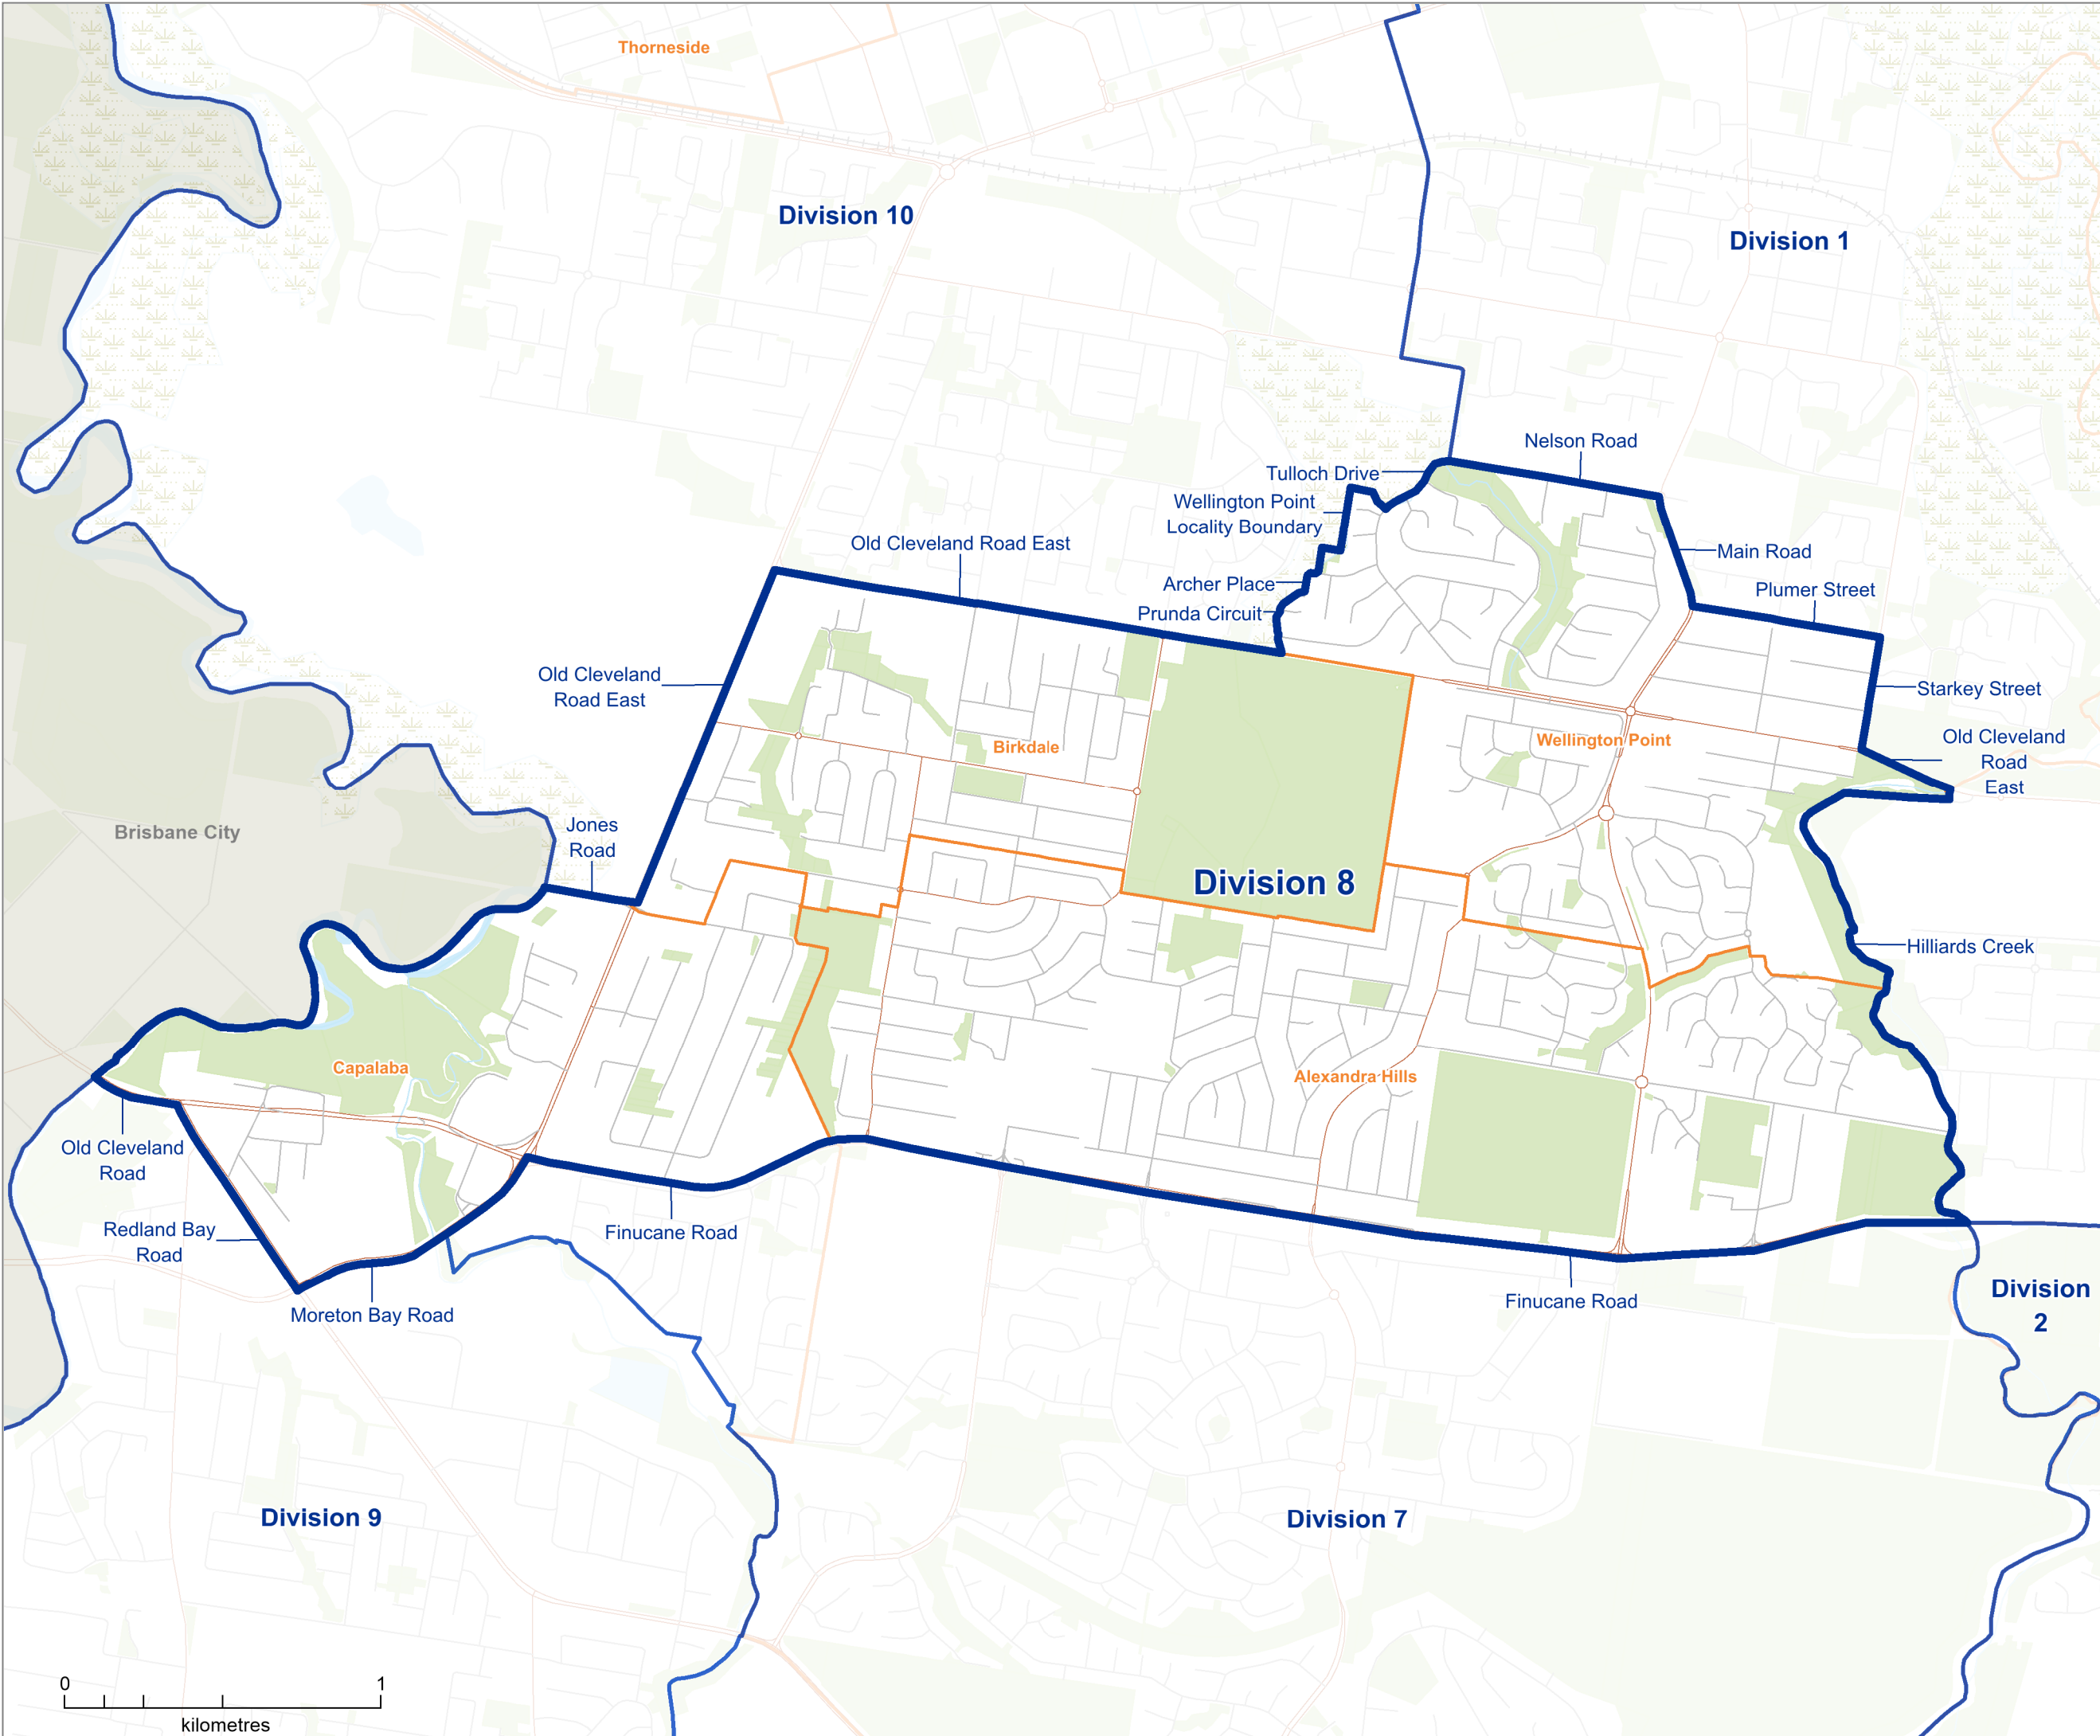 Thorneside
Division 10
Division 1
Nelson Road
Tulloch Drive
Wellington Point
Locality Boundary
Old Cleveland Road East
Main Road
Archer Place
Plumer Street
Prunda Circuit
Old Cleveland
Road East
Starkey Street
Birkdale
Wellington Point
Old Cleveland
Road
East
Brisbane City
Jones
Road
Division 8
Hilliards Creek
Capalaba
Alexandra Hills
Old Cleveland
Road
Redland Bay
Road
Finucane Road
Moreton Bay Road
Finucane Road
Division
2
Division 9
Division 7
0 1
kilometres